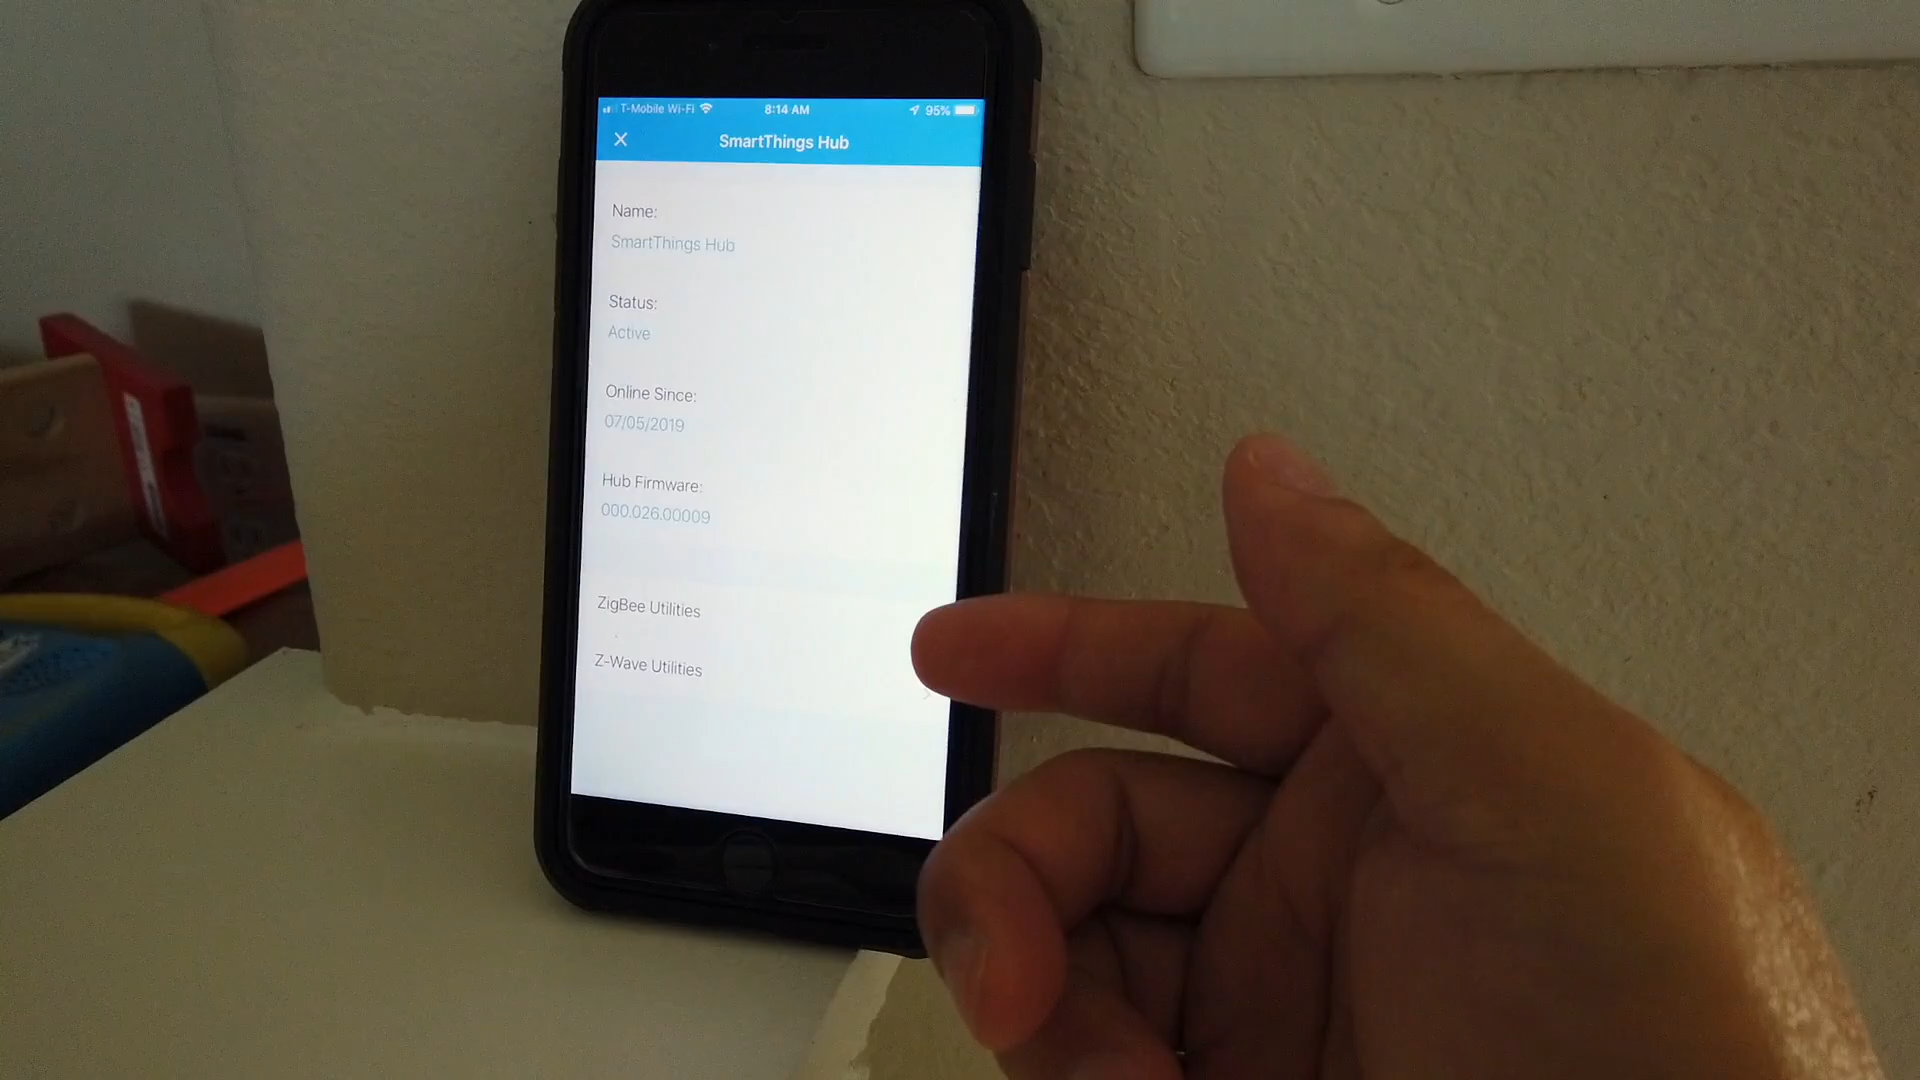 T-Mobile Wi-Fi 8:14 AM 95%
SmartThings Hub
Name:
SmartThings Hub
Status:
Active
Online Since:
07/05/2019
Hub Firmware:
000.026.00009
ZigBee Utilities
Z-Wave Utilities